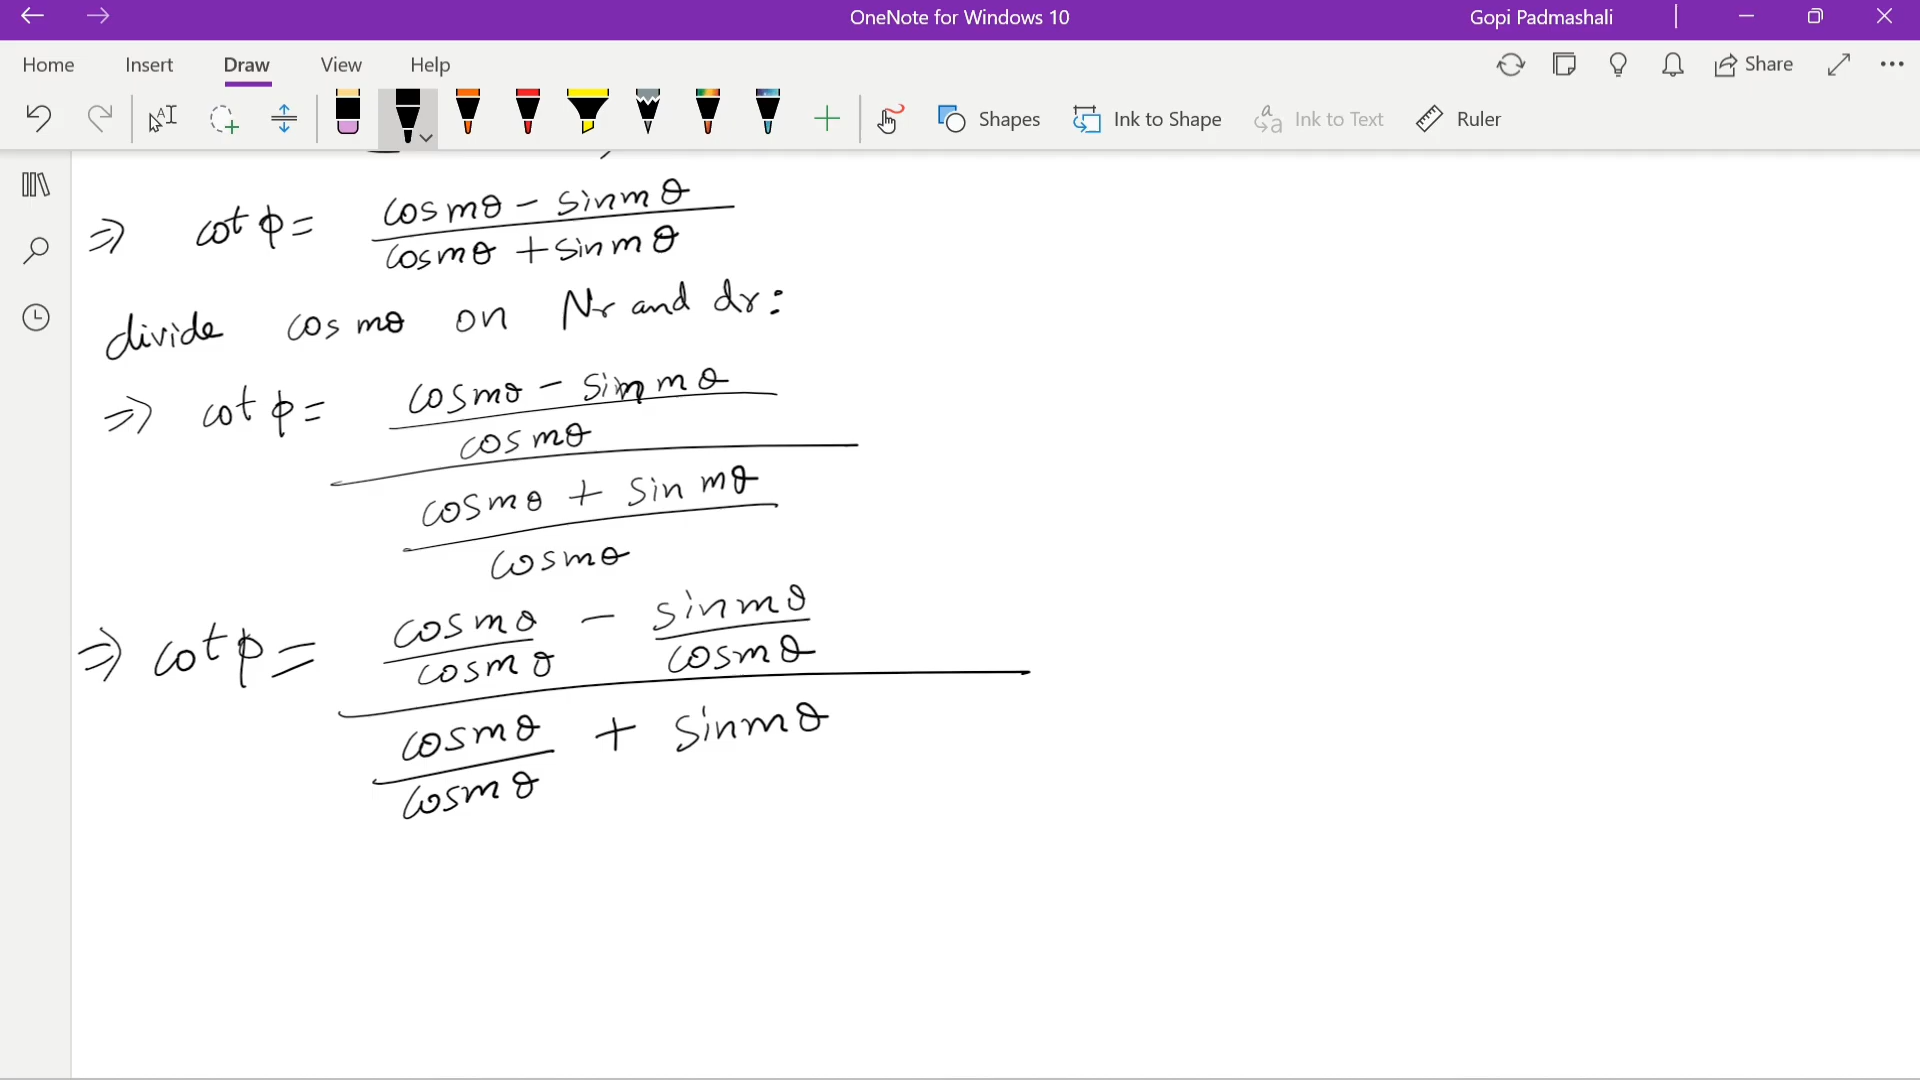 OneNote for Windows 10 Gopi Padmashali
Home Insert Draw View Help Share
Shapes Ink to Shape Ink to Text Ruler
⇒ cot φ = (cos mθ − sin mθ) / (cos mθ + sin mθ)
divide cos mθ on Nr and dr:
⇒ cot φ = ((cos mθ − sin mθ) / cos mθ) / ((cos mθ + sin mθ) / cos mθ)
⇒ cot φ = (cos mθ / cos mθ − sin mθ / cos mθ) / (cos mθ / cos mθ + sin mθ